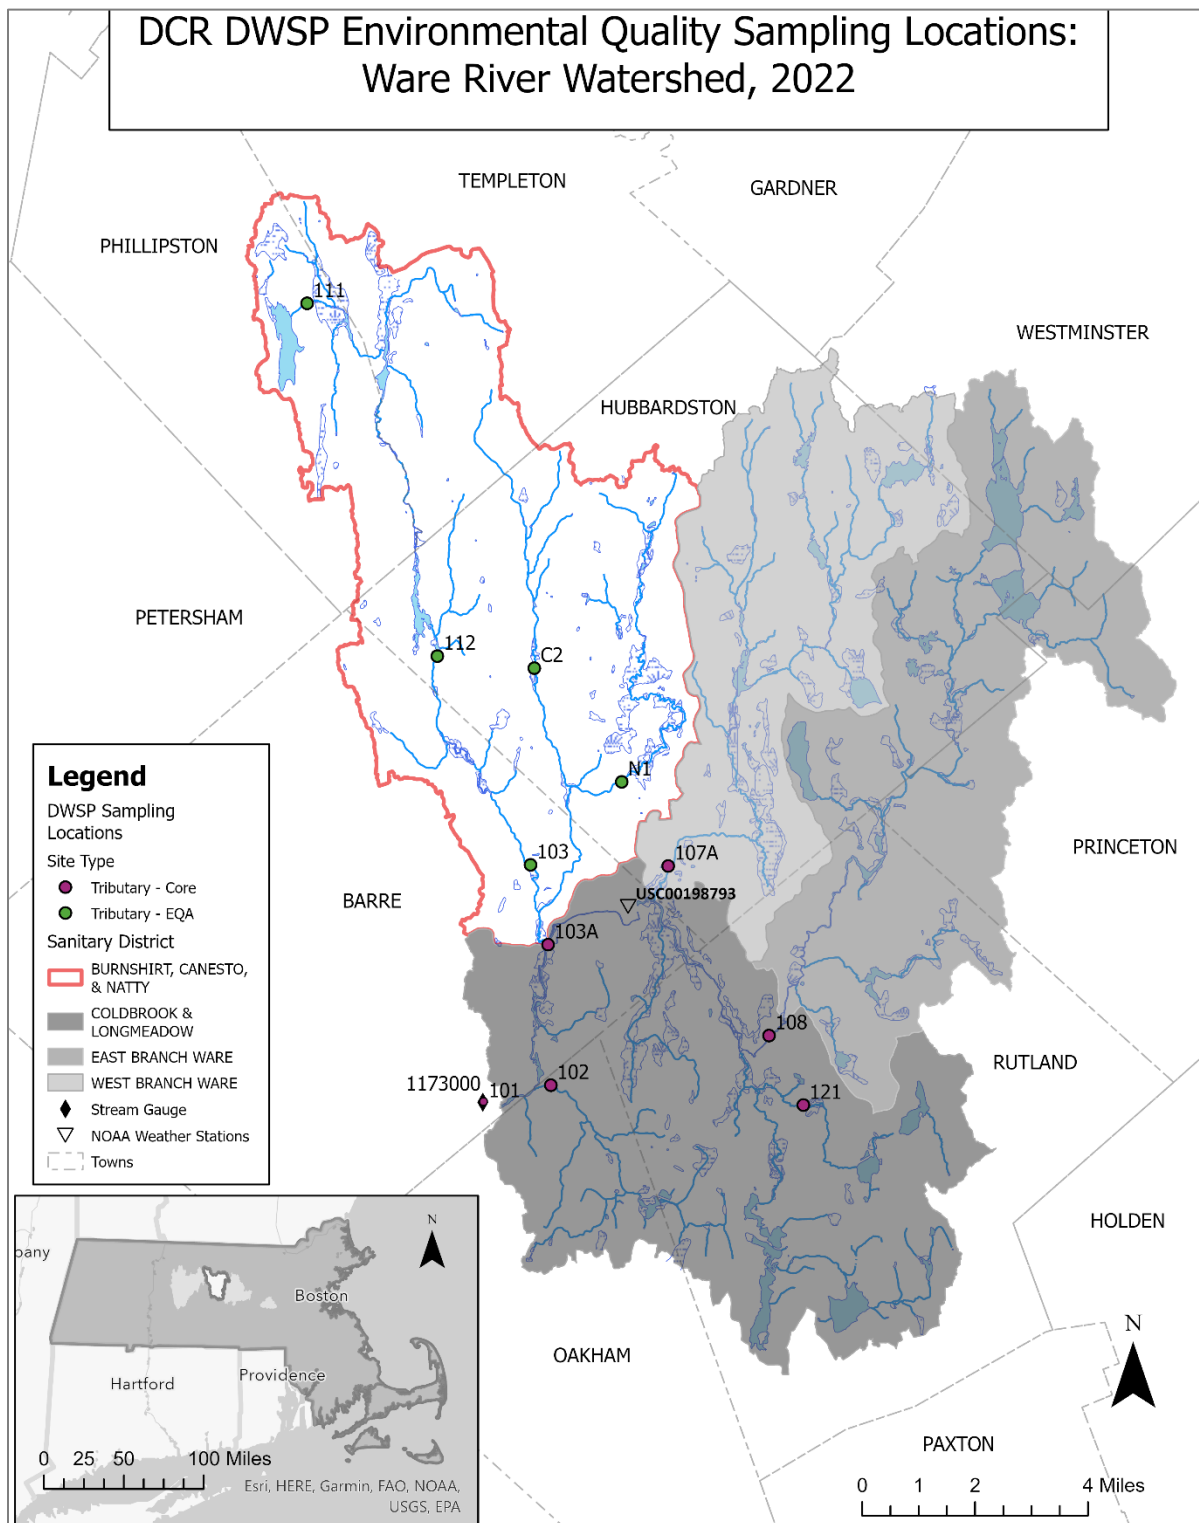 DCR DWSP Environmental Quality Sampling Locations:
Ware River Watershed, 2022
TEMPLETON
GARDNER
PHILLIPSTON
111
WESTMINSTER
HUBBARDSTON
PETERSHAM
112
C2
N1
103
107A
PRINCETON
USC00198793
BARRE
103A
108
RUTLAND
102
1173000
101
121
HOLDEN
OAKHAM
PAXTON
Legend
DWSP Sampling
Locations
Site Type
Tributary - Core
Tributary - EQA
Sanitary District
BURNSHIRT, CANESTO,
& NATTY
COLDBROOK &
LONGMEADOW
EAST BRANCH WARE
WEST BRANCH WARE
Stream Gauge
NOAA Weather Stations
Towns
N
pany
Boston
Providence
Hartford
0 25 50 100 Miles
Esri, HERE, Garmin, FAO, NOAA,
USGS, EPA
N
0 1 2 4 Miles